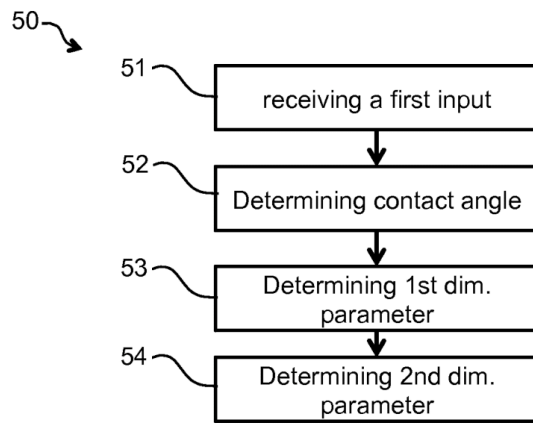 50
51
receiving a first input
52
Determining contact angle
53
Determining 1st dim.
parameter
54
Determining 2nd dim.
parameter